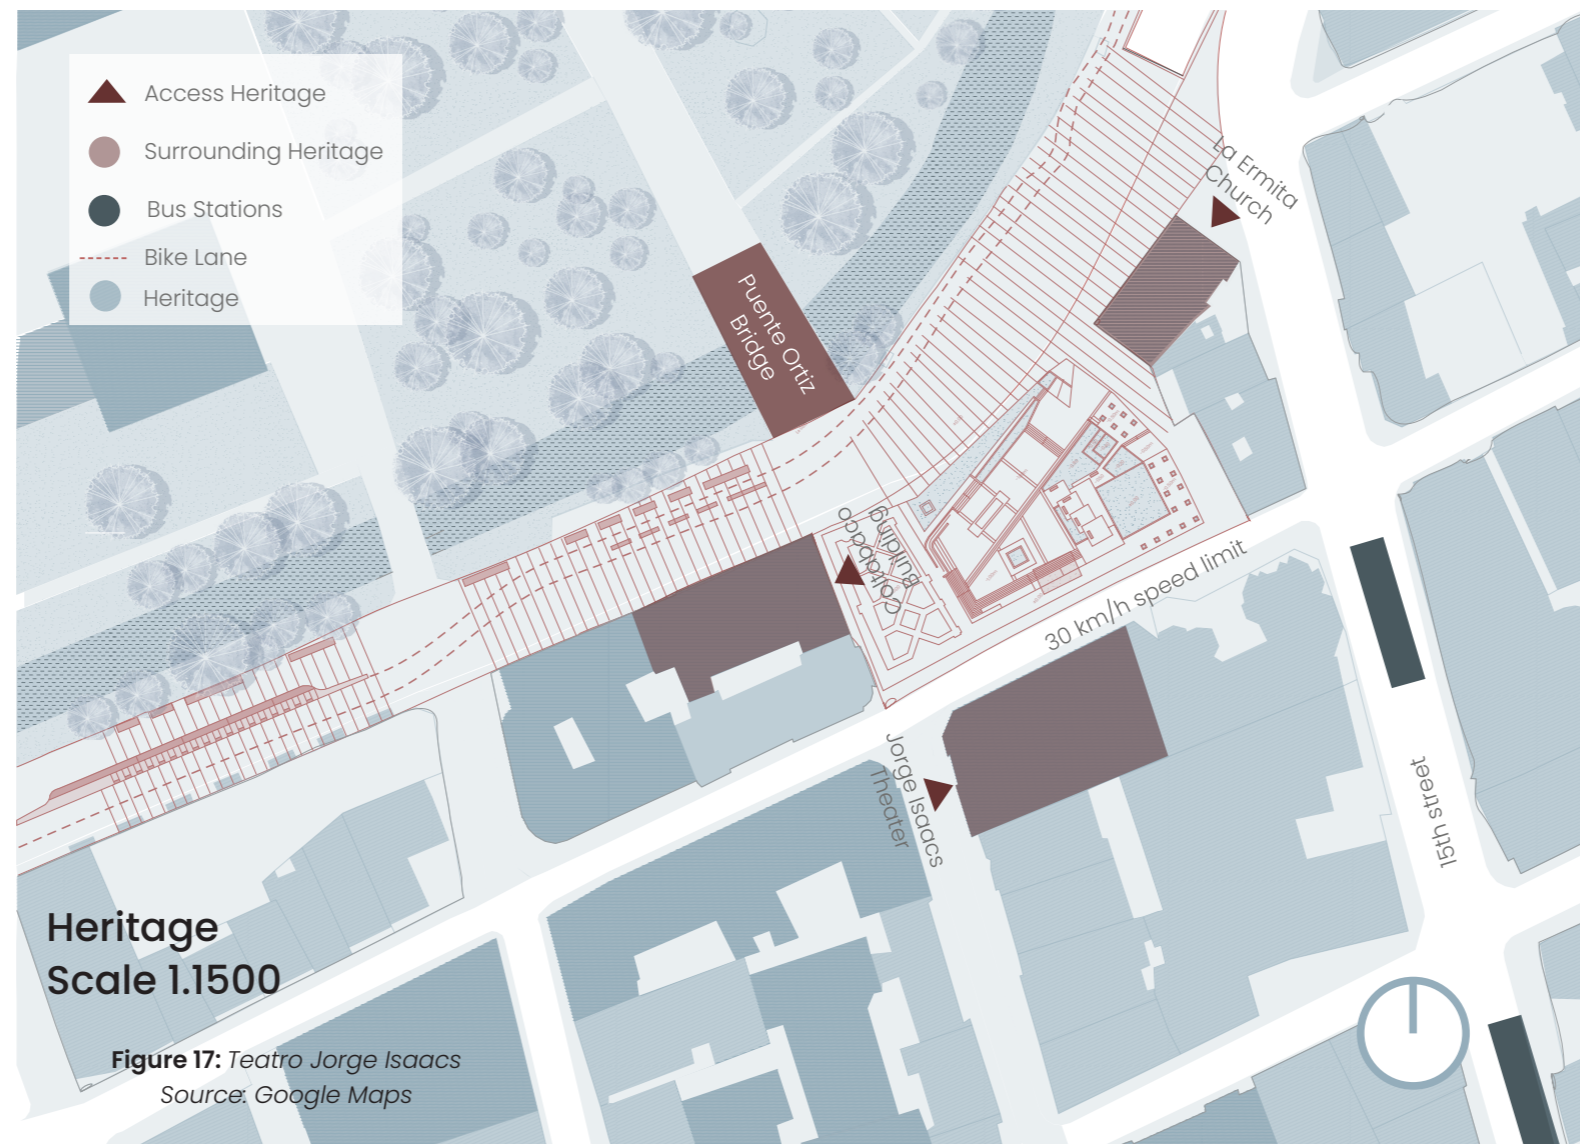 Access Heritage
Surrounding Heritage
Bus Stations
Bike Lane
Heritage
La Ermita
Church
Puente Ortiz
Bridge
Coltabaco
Building
30 km/h speed limit
Jorge Isaacs
Theater
15th street
Heritage
Scale 1.1500
Figure 17: Teatro Jorge Isaacs
Source: Google Maps